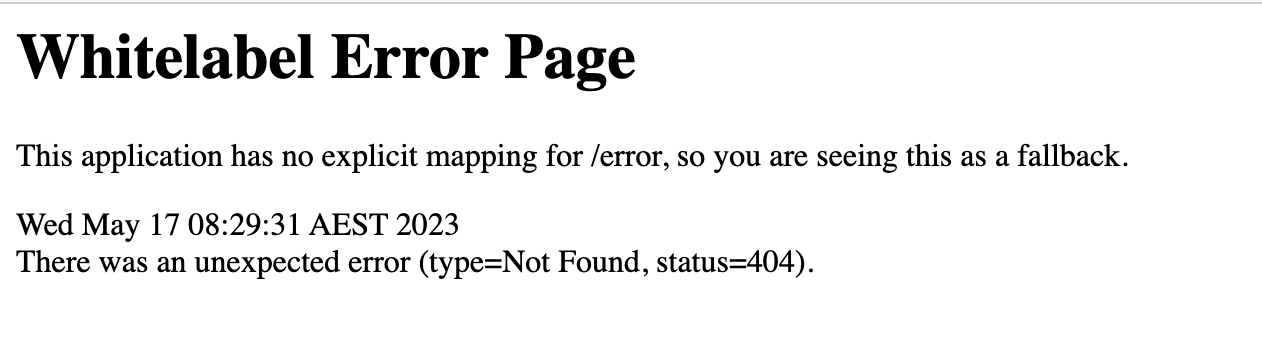 Whitelabel Error Page
This application has no explicit mapping for /error, so you are seeing this as a fallback.
Wed May 17 08:29:31 AEST 2023
There was an unexpected error (type=Not Found, status=404).